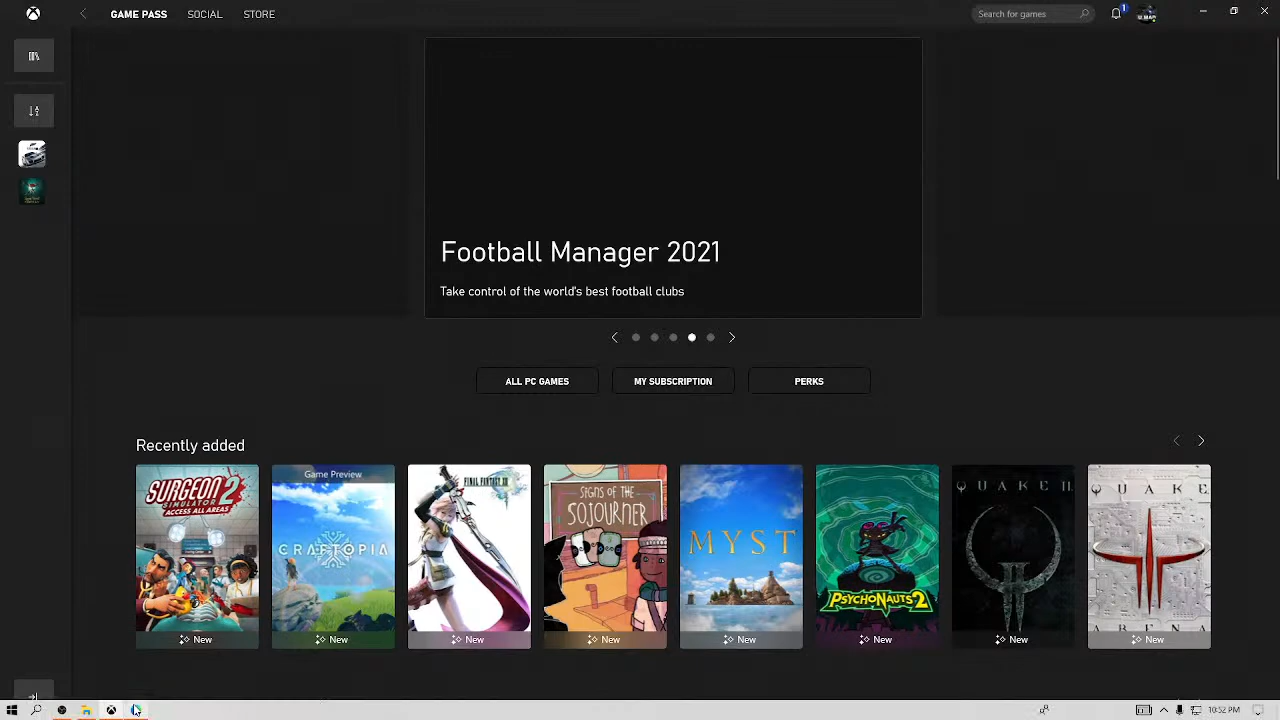 GAME PASS SOCIAL STORE Search for games 1
Football Manager 2021
Take control of the world's best football clubs
ALL PC GAMES MY SUBSCRIPTION PERKS
Recently added
SURGEON
SIMULATOR 2
ACCESS ALL AREAS
New
Game Preview
CRAFTOPIA
New
FINAL FANTASY XIII
New
SIGNS OF THE
SOJOURNER
New
MYST
New
PSYCHONAUTS 2
New
QUAKE II
New
QUAKE
ARENA
New
10:52 PM